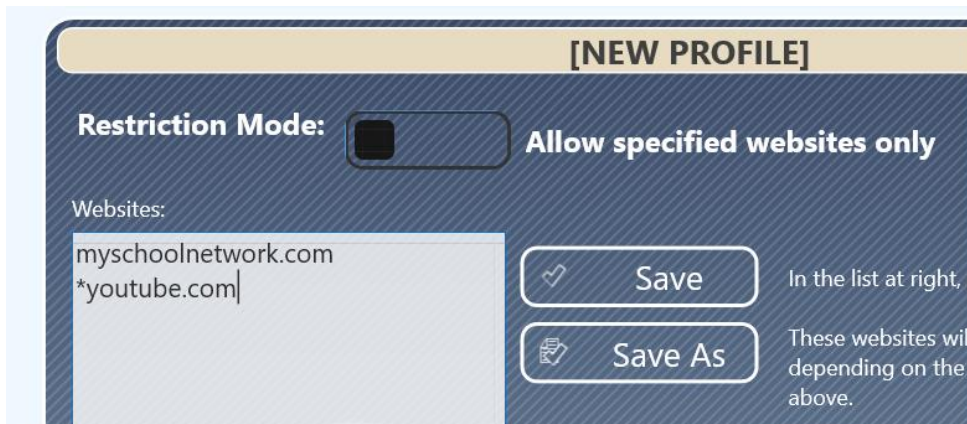 [NEW PROFILE]
Restriction Mode:
Allow specified websites only
Websites:
myschoolnetwork.com
*youtube.com
Save
In the list at right,
Save As
These websites wil
depending on the
above.